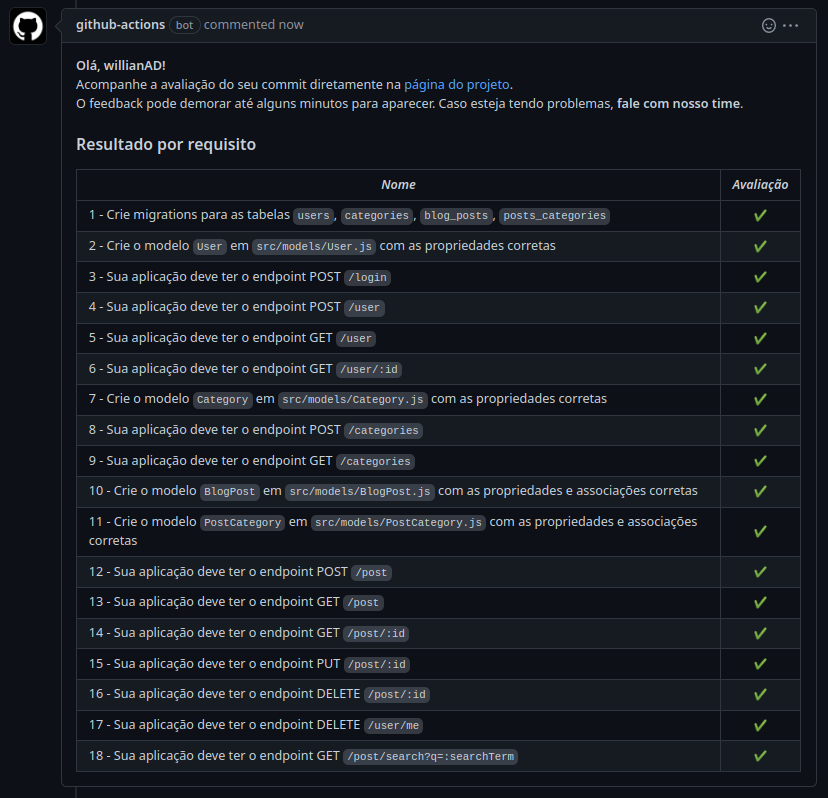 github-actions bot commented now
Olá, willianAD!
Acompanhe a avaliação do seu commit diretamente na página do projeto.
O feedback pode demorar até alguns minutos para aparecer. Caso esteja tendo problemas, fale com nosso time.
Resultado por requisito
Nome Avaliação
1 - Crie migrations para as tabelas users, categories, blog_posts, posts_categories ✔
2 - Crie o modelo User em src/models/User.js com as propriedades corretas ✔
3 - Sua aplicação deve ter o endpoint POST /login ✔
4 - Sua aplicação deve ter o endpoint POST /user ✔
5 - Sua aplicação deve ter o endpoint GET /user ✔
6 - Sua aplicação deve ter o endpoint GET /user/:id ✔
7 - Crie o modelo Category em src/models/Category.js com as propriedades corretas ✔
8 - Sua aplicação deve ter o endpoint POST /categories ✔
9 - Sua aplicação deve ter o endpoint GET /categories ✔
10 - Crie o modelo BlogPost em src/models/BlogPost.js com as propriedades e associações corretas ✔
11 - Crie o modelo PostCategory em src/models/PostCategory.js com as propriedades e associações
corretas ✔
12 - Sua aplicação deve ter o endpoint POST /post ✔
13 - Sua aplicação deve ter o endpoint GET /post ✔
14 - Sua aplicação deve ter o endpoint GET /post/:id ✔
15 - Sua aplicação deve ter o endpoint PUT /post/:id ✔
16 - Sua aplicação deve ter o endpoint DELETE /post/:id ✔
17 - Sua aplicação deve ter o endpoint DELETE /user/me ✔
18 - Sua aplicação deve ter o endpoint GET /post/search?q=:searchTerm ✔